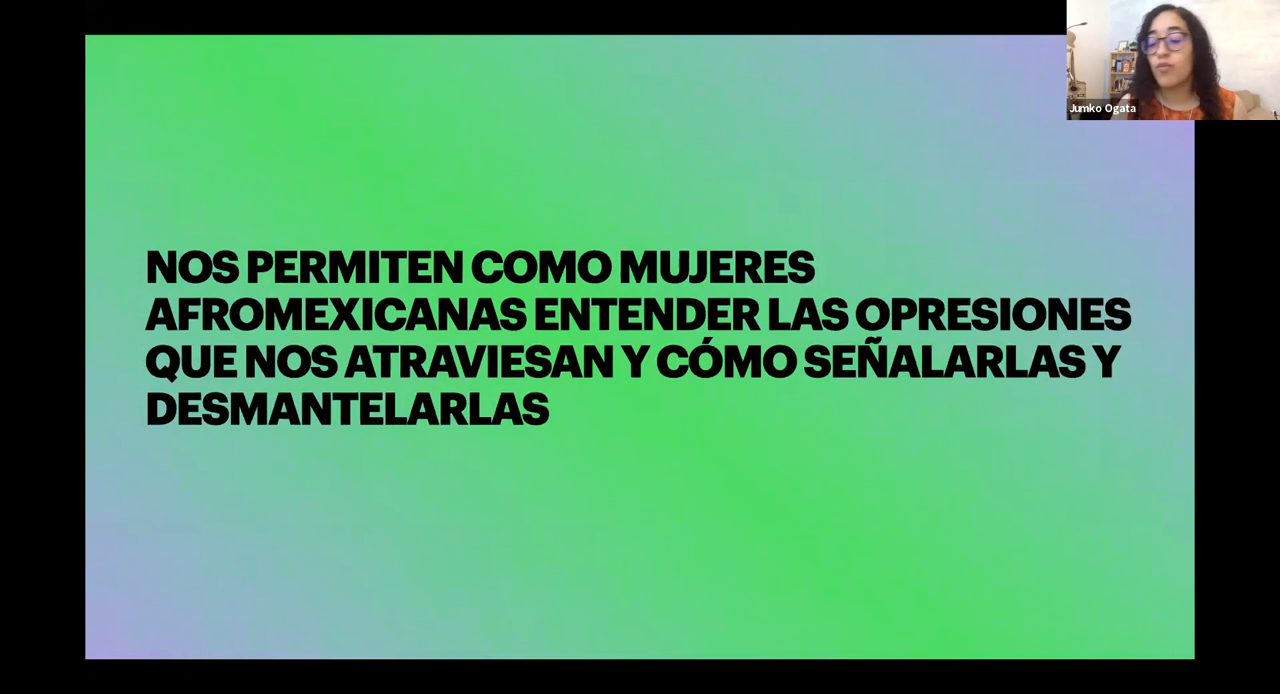 NOS PERMITEN COMO MUJERES
AFROMEXICANAS ENTENDER LAS OPRESIONES
QUE NOS ATRAVIESAN Y CÓMO SEÑALARLAS Y
DESMANTELARLAS
Jumko Ogata